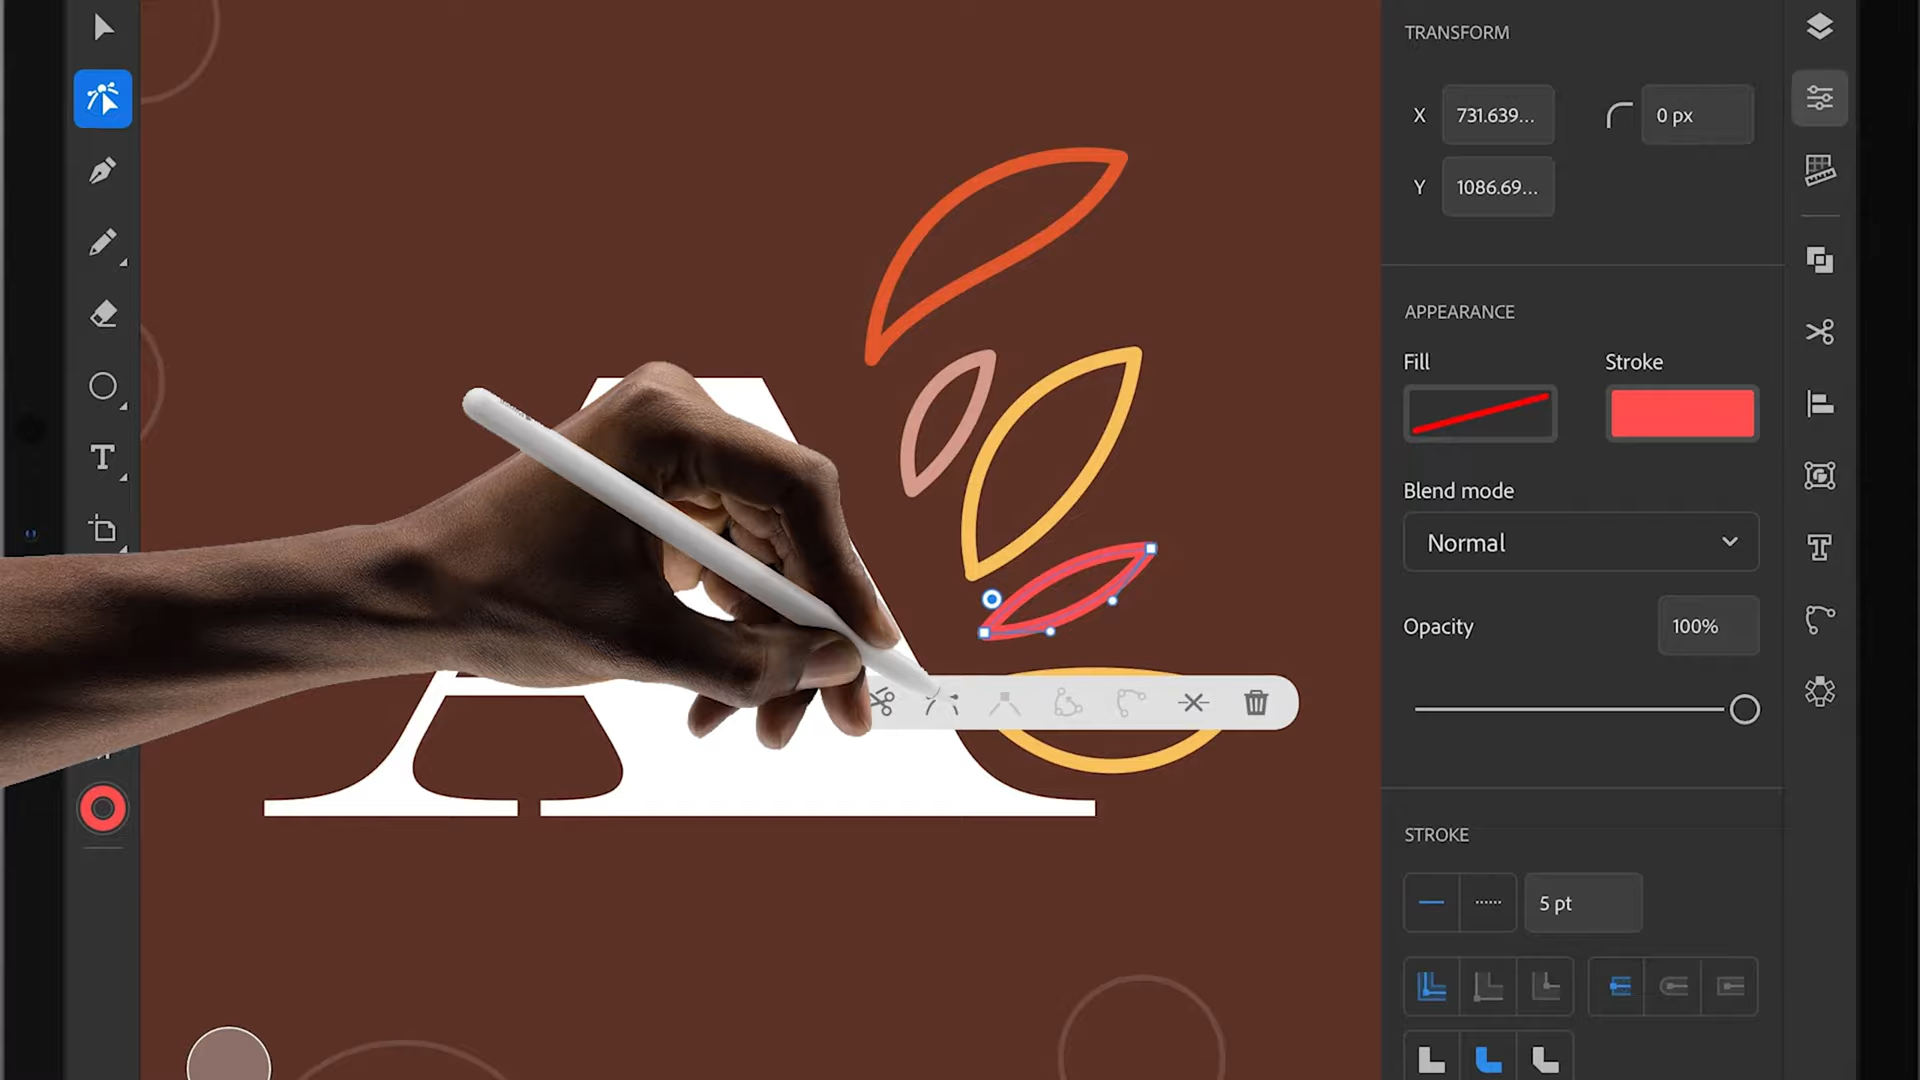 TRANSFORM
X 731.639... 0 px
Y 1086.69...
APPEARANCE
Fill Stroke
Blend mode
Normal
Opacity 100%
STROKE
5 pt
A